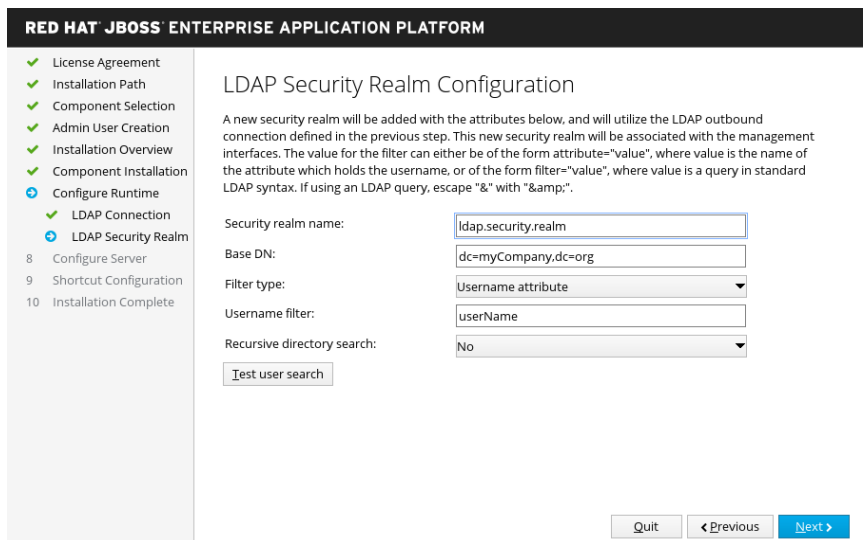 RED HAT JBOSS ENTERPRISE APPLICATION PLATFORM
License Agreement
Installation Path
Component Selection
Admin User Creation
Installation Overview
Component Installation
Configure Runtime
LDAP Connection
LDAP Security Realm
8 Configure Server
9 Shortcut Configuration
10 Installation Complete
LDAP Security Realm Configuration
A new security realm will be added with the attributes below, and will utilize the LDAP outbound
connection defined in the previous step. This new security realm will be associated with the management
interfaces. The value for the filter can either be of the form attribute="value", where value is the name of
the attribute which holds the username, or of the form filter="value", where value is a query in standard
LDAP syntax. If using an LDAP query, escape "&" with "&amp;".
Security realm name: ldap.security.realm
Base DN: dc=myCompany,dc=org
Filter type: Username attribute
Username filter: userName
Recursive directory search: No
Test user search
Quit
Previous
Next